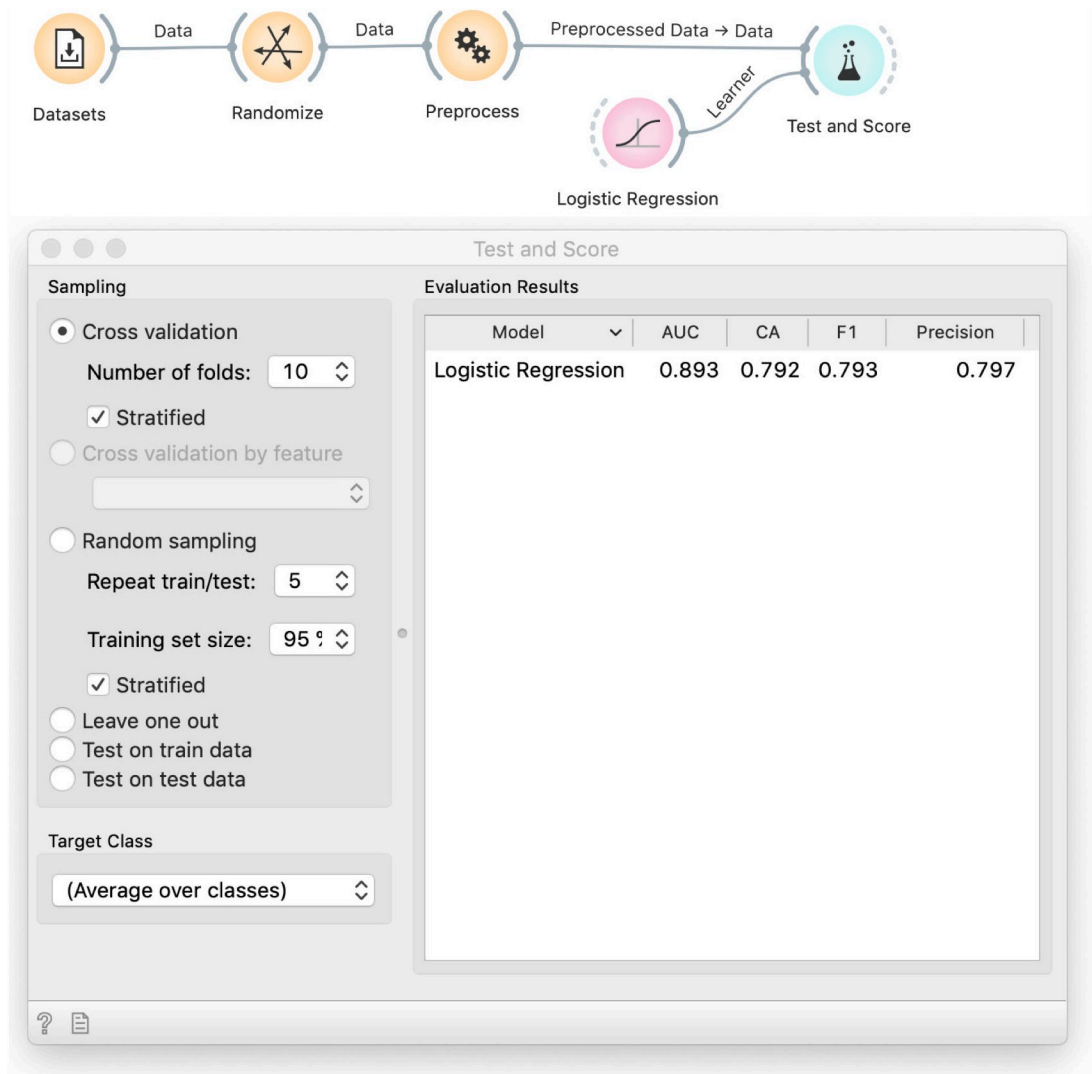 Data
Data
Preprocessed Data → Data
Learner
Datasets
Randomize
Preprocess
Test and Score
Logistic Regression
Test and Score
Sampling
Cross validation
Number of folds: 10
Stratified
Cross validation by feature
Random sampling
Repeat train/test: 5
Training set size: 95 %
Stratified
Leave one out
Test on train data
Test on test data
Target Class
(Average over classes)
Evaluation Results
Model AUC CA F1 Precision
Logistic Regression 0.893 0.792 0.793 0.797
?